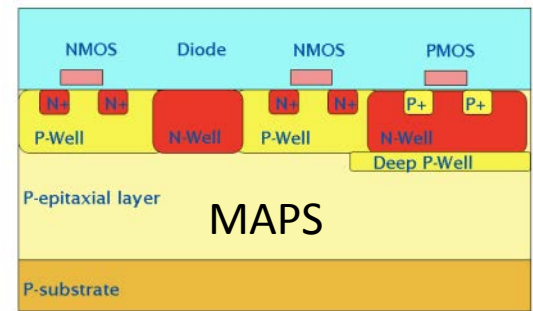 NMOS Diode NMOS PMOS
N+ N+ N+ N+ P+ P+
P-Well N-Well P-Well N-Well
Deep P-Well
P-epitaxial layer
MAPS
P-substrate